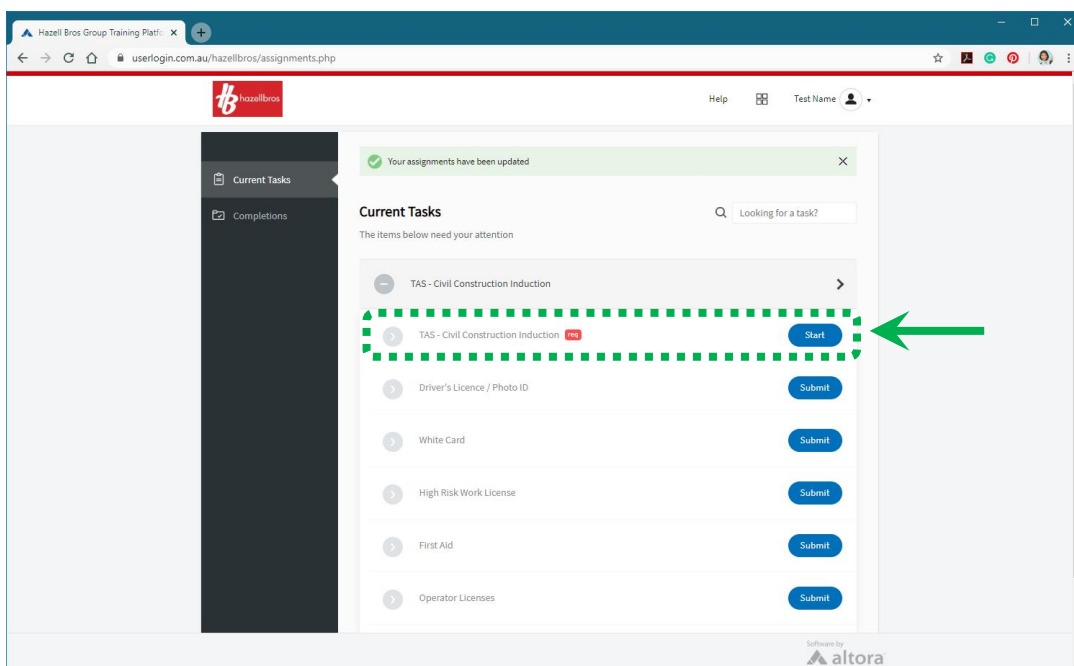 Hazell Bros Group Training Platfo
userlogin.com.au/hazellbros/assignments.php
hazellbros
Help
Test Name
Your assignments have been updated
Current Tasks
Completions
Current Tasks
Looking for a task?
The items below need your attention
TAS - Civil Construction Induction
TAS - Civil Construction Induction req
Start
Driver's Licence / Photo ID
Submit
White Card
Submit
High Risk Work License
Submit
First Aid
Submit
Operator Licenses
Submit
Software by
altora